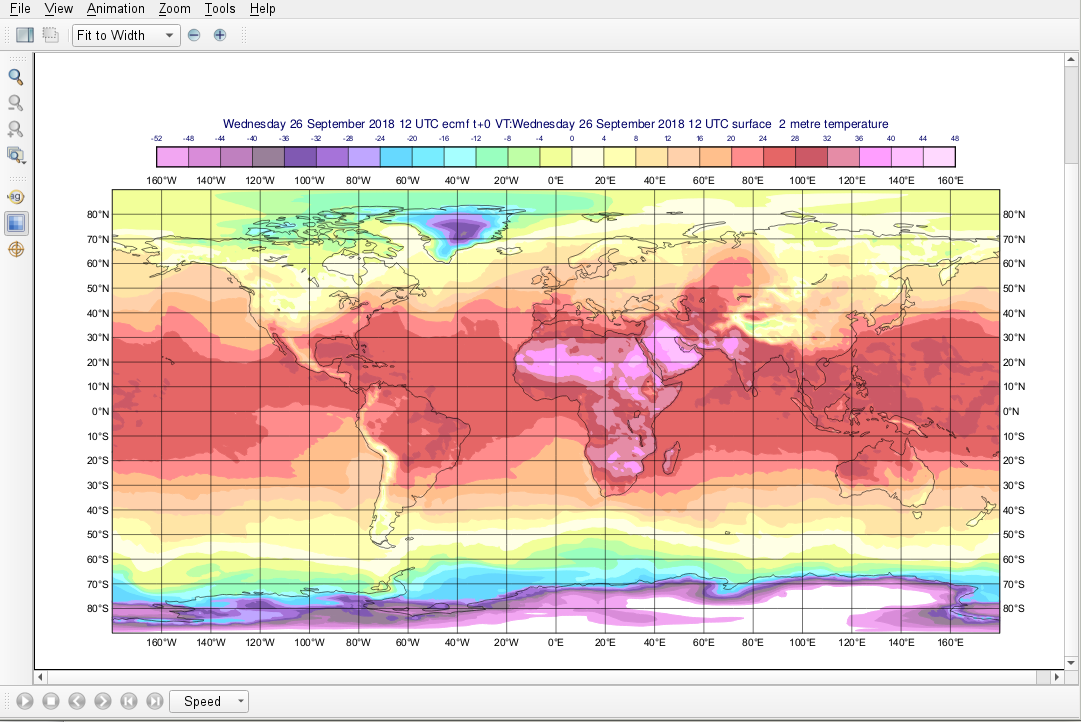 File View Animation Zoom Tools Help
Fit to Width
Wednesday 26 September 2018 12 UTC ecmf t+0 VT:Wednesday 26 September 2018 12 UTC surface  2 metre temperature
-52 -48 -44 -40 -36 -32 -28 -24 -20 -16 -12 -8 -4 0 4 8 12 16 20 24 28 32 36 40 44 48
160°W 140°W 120°W 100°W 80°W 60°W 40°W 20°W 0°E 20°E 40°E 60°E 80°E 100°E 120°E 140°E 160°E
80°N 80°N
70°N 70°N
60°N 60°N
50°N 50°N
40°N 40°N
30°N 30°N
20°N 20°N
10°N 10°N
0°N 0°N
10°S 10°S
20°S 20°S
30°S 30°S
40°S 40°S
50°S 50°S
60°S 60°S
70°S 70°S
80°S 80°S
160°W 140°W 120°W 100°W 80°W 60°W 40°W 20°W 0°E 20°E 40°E 60°E 80°E 100°E 120°E 140°E 160°E
Speed